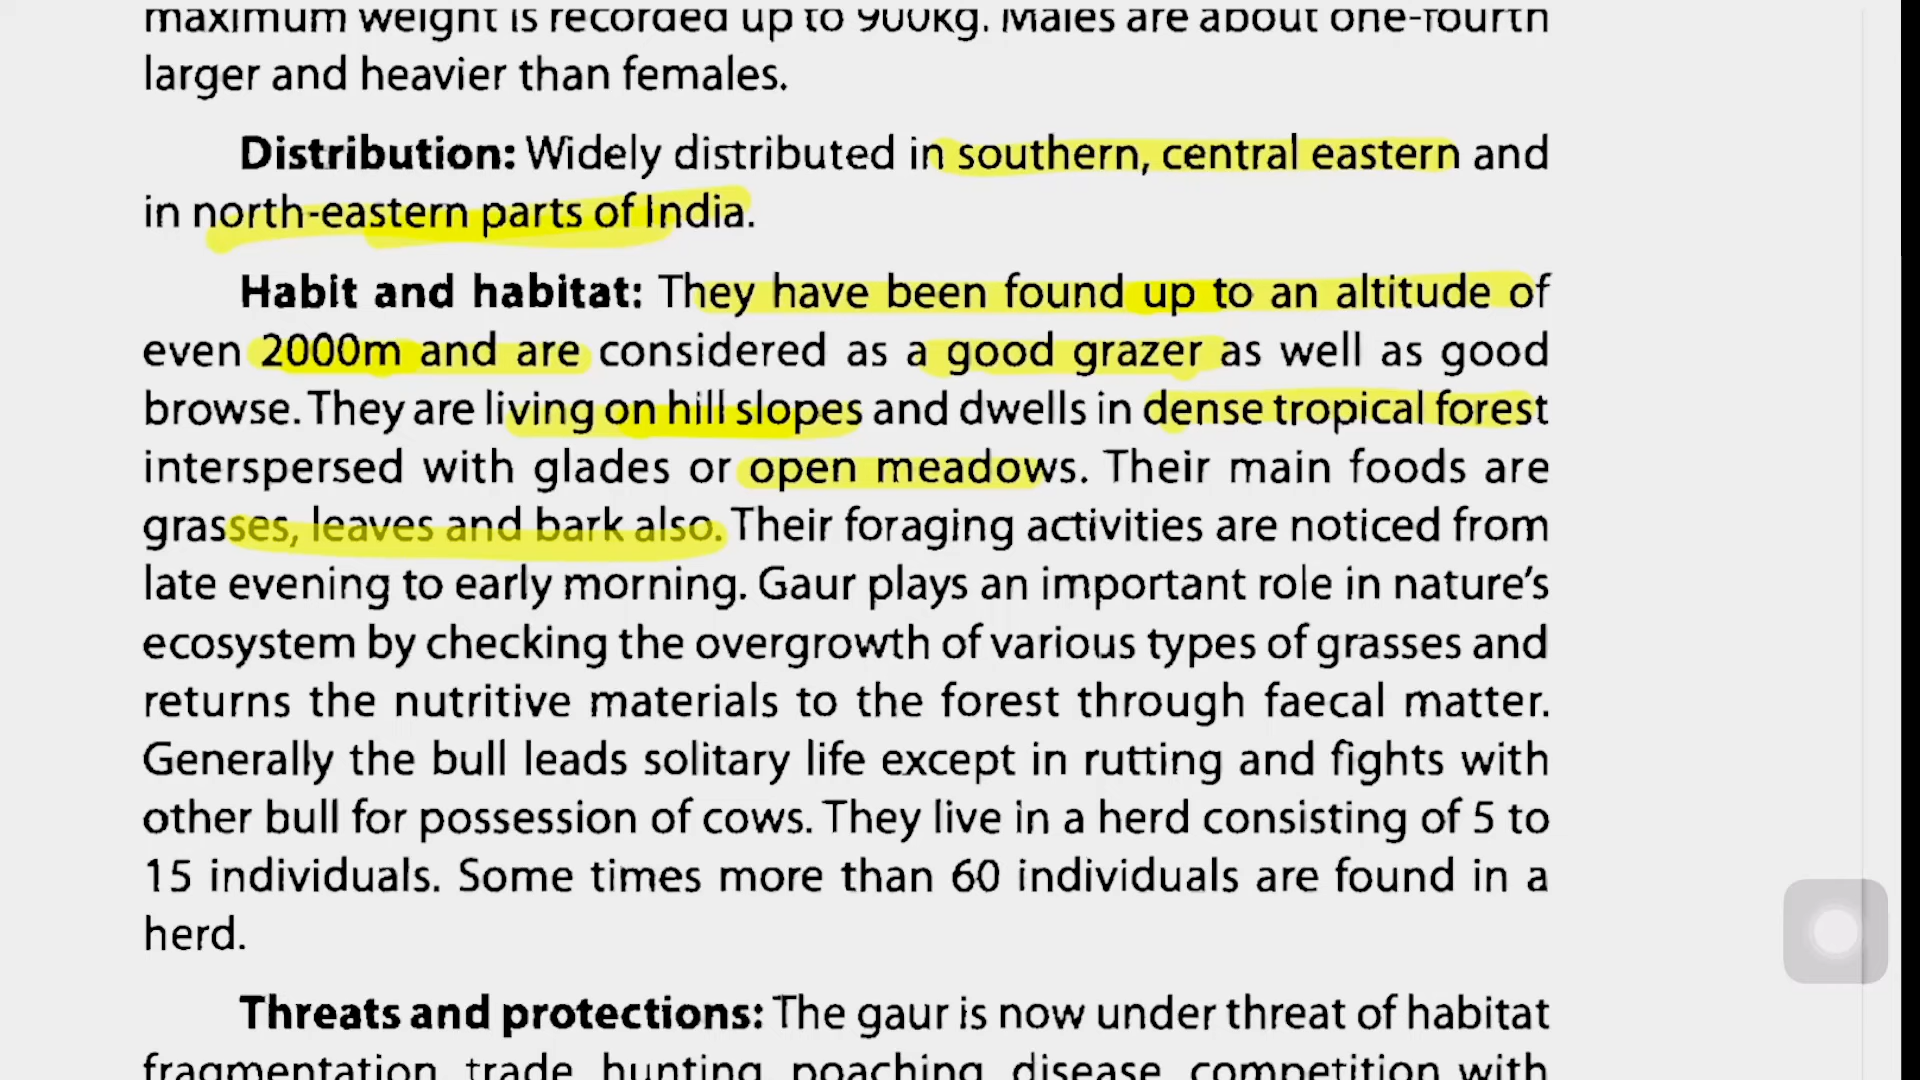 maximum weight is recorded up to 900kg. Males are about one-fourth
larger and heavier than females.
Distribution: Widely distributed in southern, central eastern and
in north-eastern parts of India.
Habit and habitat: They have been found up to an altitude of
even 2000m and are considered as a good grazer as well as good
browse. They are living on hill slopes and dwells in dense tropical forest
interspersed with glades or open meadows. Their main foods are
grasses, leaves and bark also. Their foraging activities are noticed from
late evening to early morning. Gaur plays an important role in nature's
ecosystem by checking the overgrowth of various types of grasses and
returns the nutritive materials to the forest through faecal matter.
Generally the bull leads solitary life except in rutting and fights with
other bull for possession of cows. They live in a herd consisting of 5 to
15 individuals. Some times more than 60 individuals are found in a
herd.
Threats and protections: The gaur is now under threat of habitat
fragmentation trade hunting poaching disease competition with